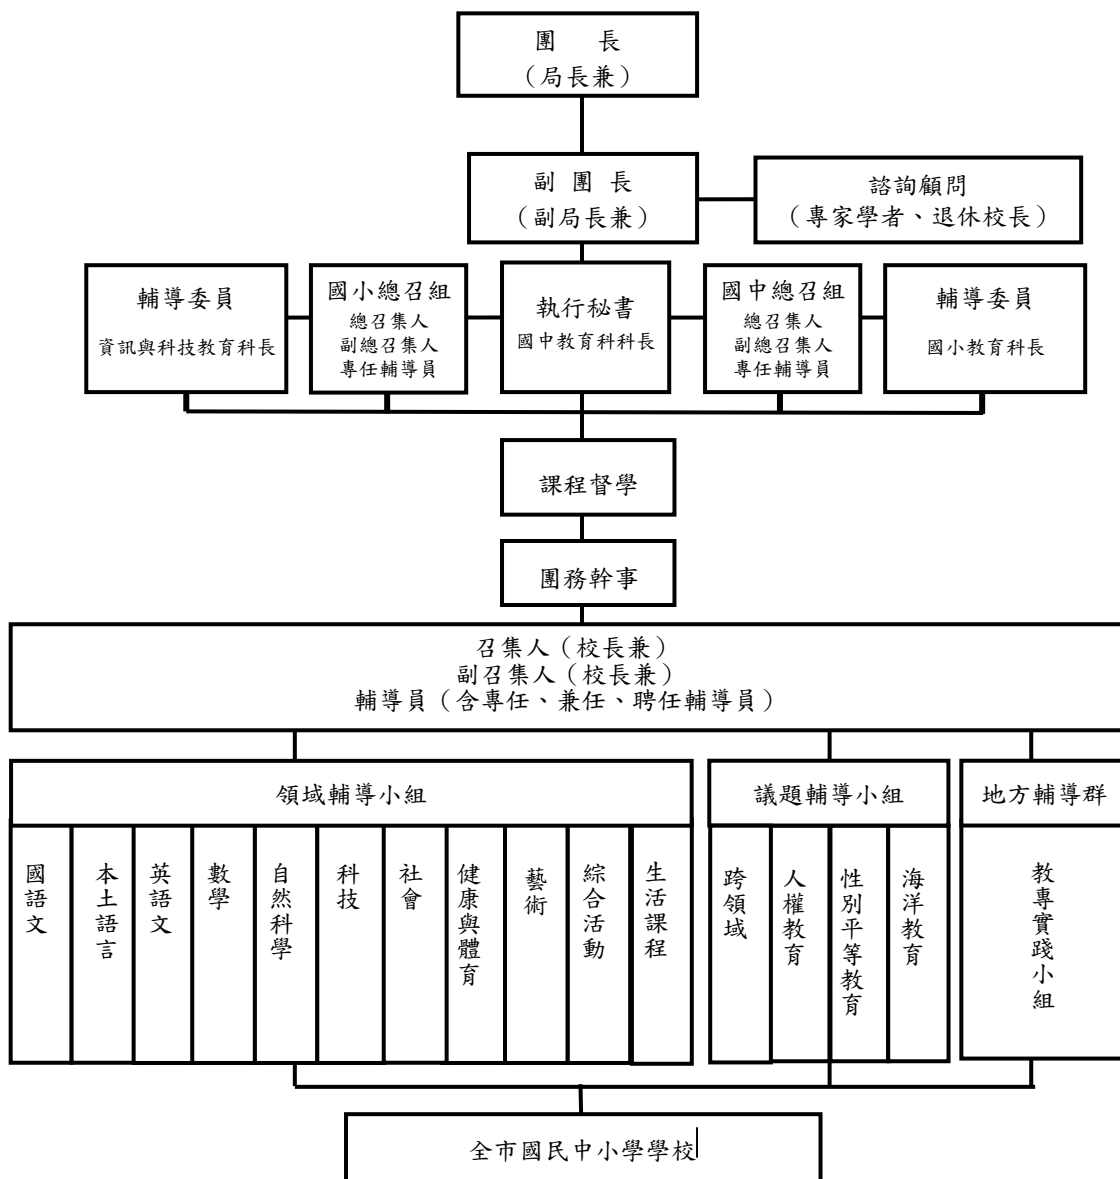 團 長
（局長兼）
副 團 長
（副局長兼）
諮詢顧問
（專家學者、退休校長）
輔導委員
資訊與科技教育科長
國小總召組
總召集人
副總召集人
專任輔導員
執行秘書
國中教育科科長
國中總召組
總召集人
副總召集人
專任輔導員
輔導委員
國小教育科長
課程督學
團務幹事
召集人（校長兼）
副召集人（校長兼）
輔導員（含專任、兼任、聘任輔導員）
領域輔導小組
國語文
本土語言
英語文
數學
自然科學
科技
社會
健康與體育
藝術
綜合活動
生活課程
議題輔導小組
跨領域
人權教育
性別平等教育
海洋教育
地方輔導群
教專實踐小組
全市國民中小學學校